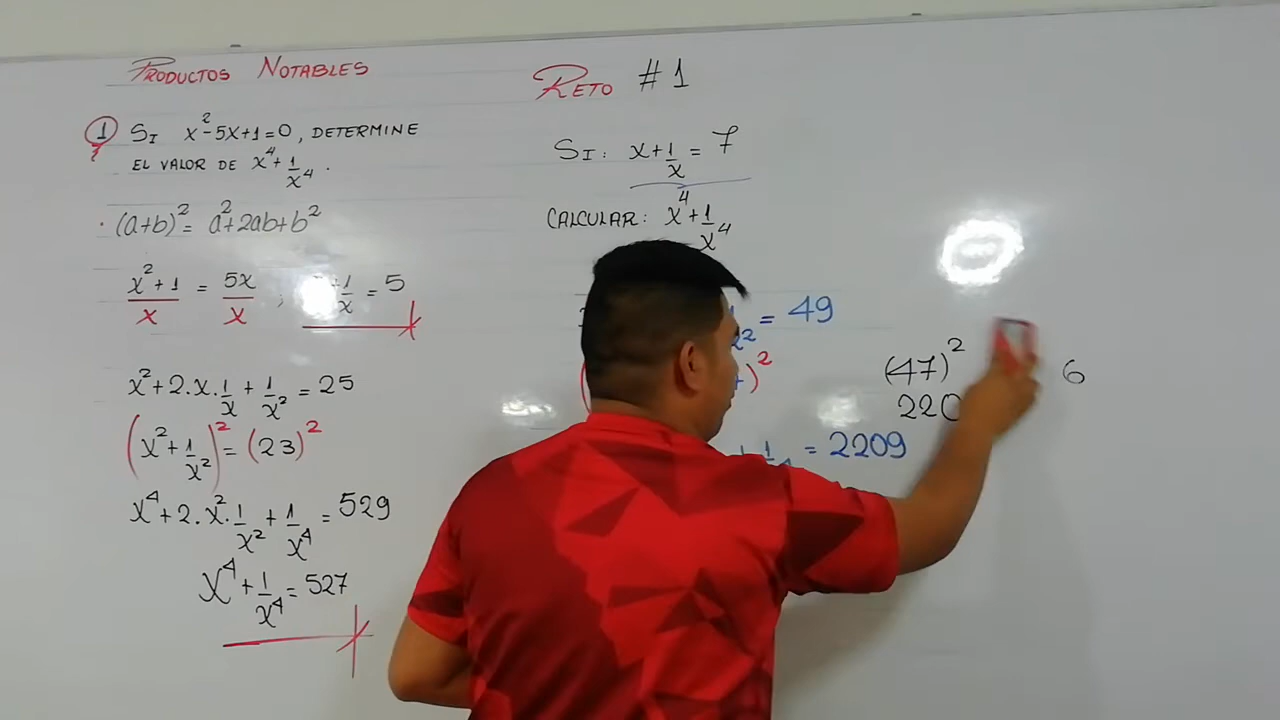 PRODUCTOS NOTABLES
1 SI x²-5x+1=0, DETERMINE
EL VALOR DE x⁴+1/x⁴.
· (a+b)² = a²+2ab+b²
x²+1/x = 5x/x ; +1/x = 5
x²+2.x.1/x+1/x² = 25
(x²+1/x²)² = (23)²
x⁴+2.x².1/x²+1/x⁴ = 529
x⁴+1/x⁴ = 527
RETO #1
SI: x+1/x = 7
CALCULAR: x⁴+1/x⁴
= 49
)²
= 2209
(47)²
220
6